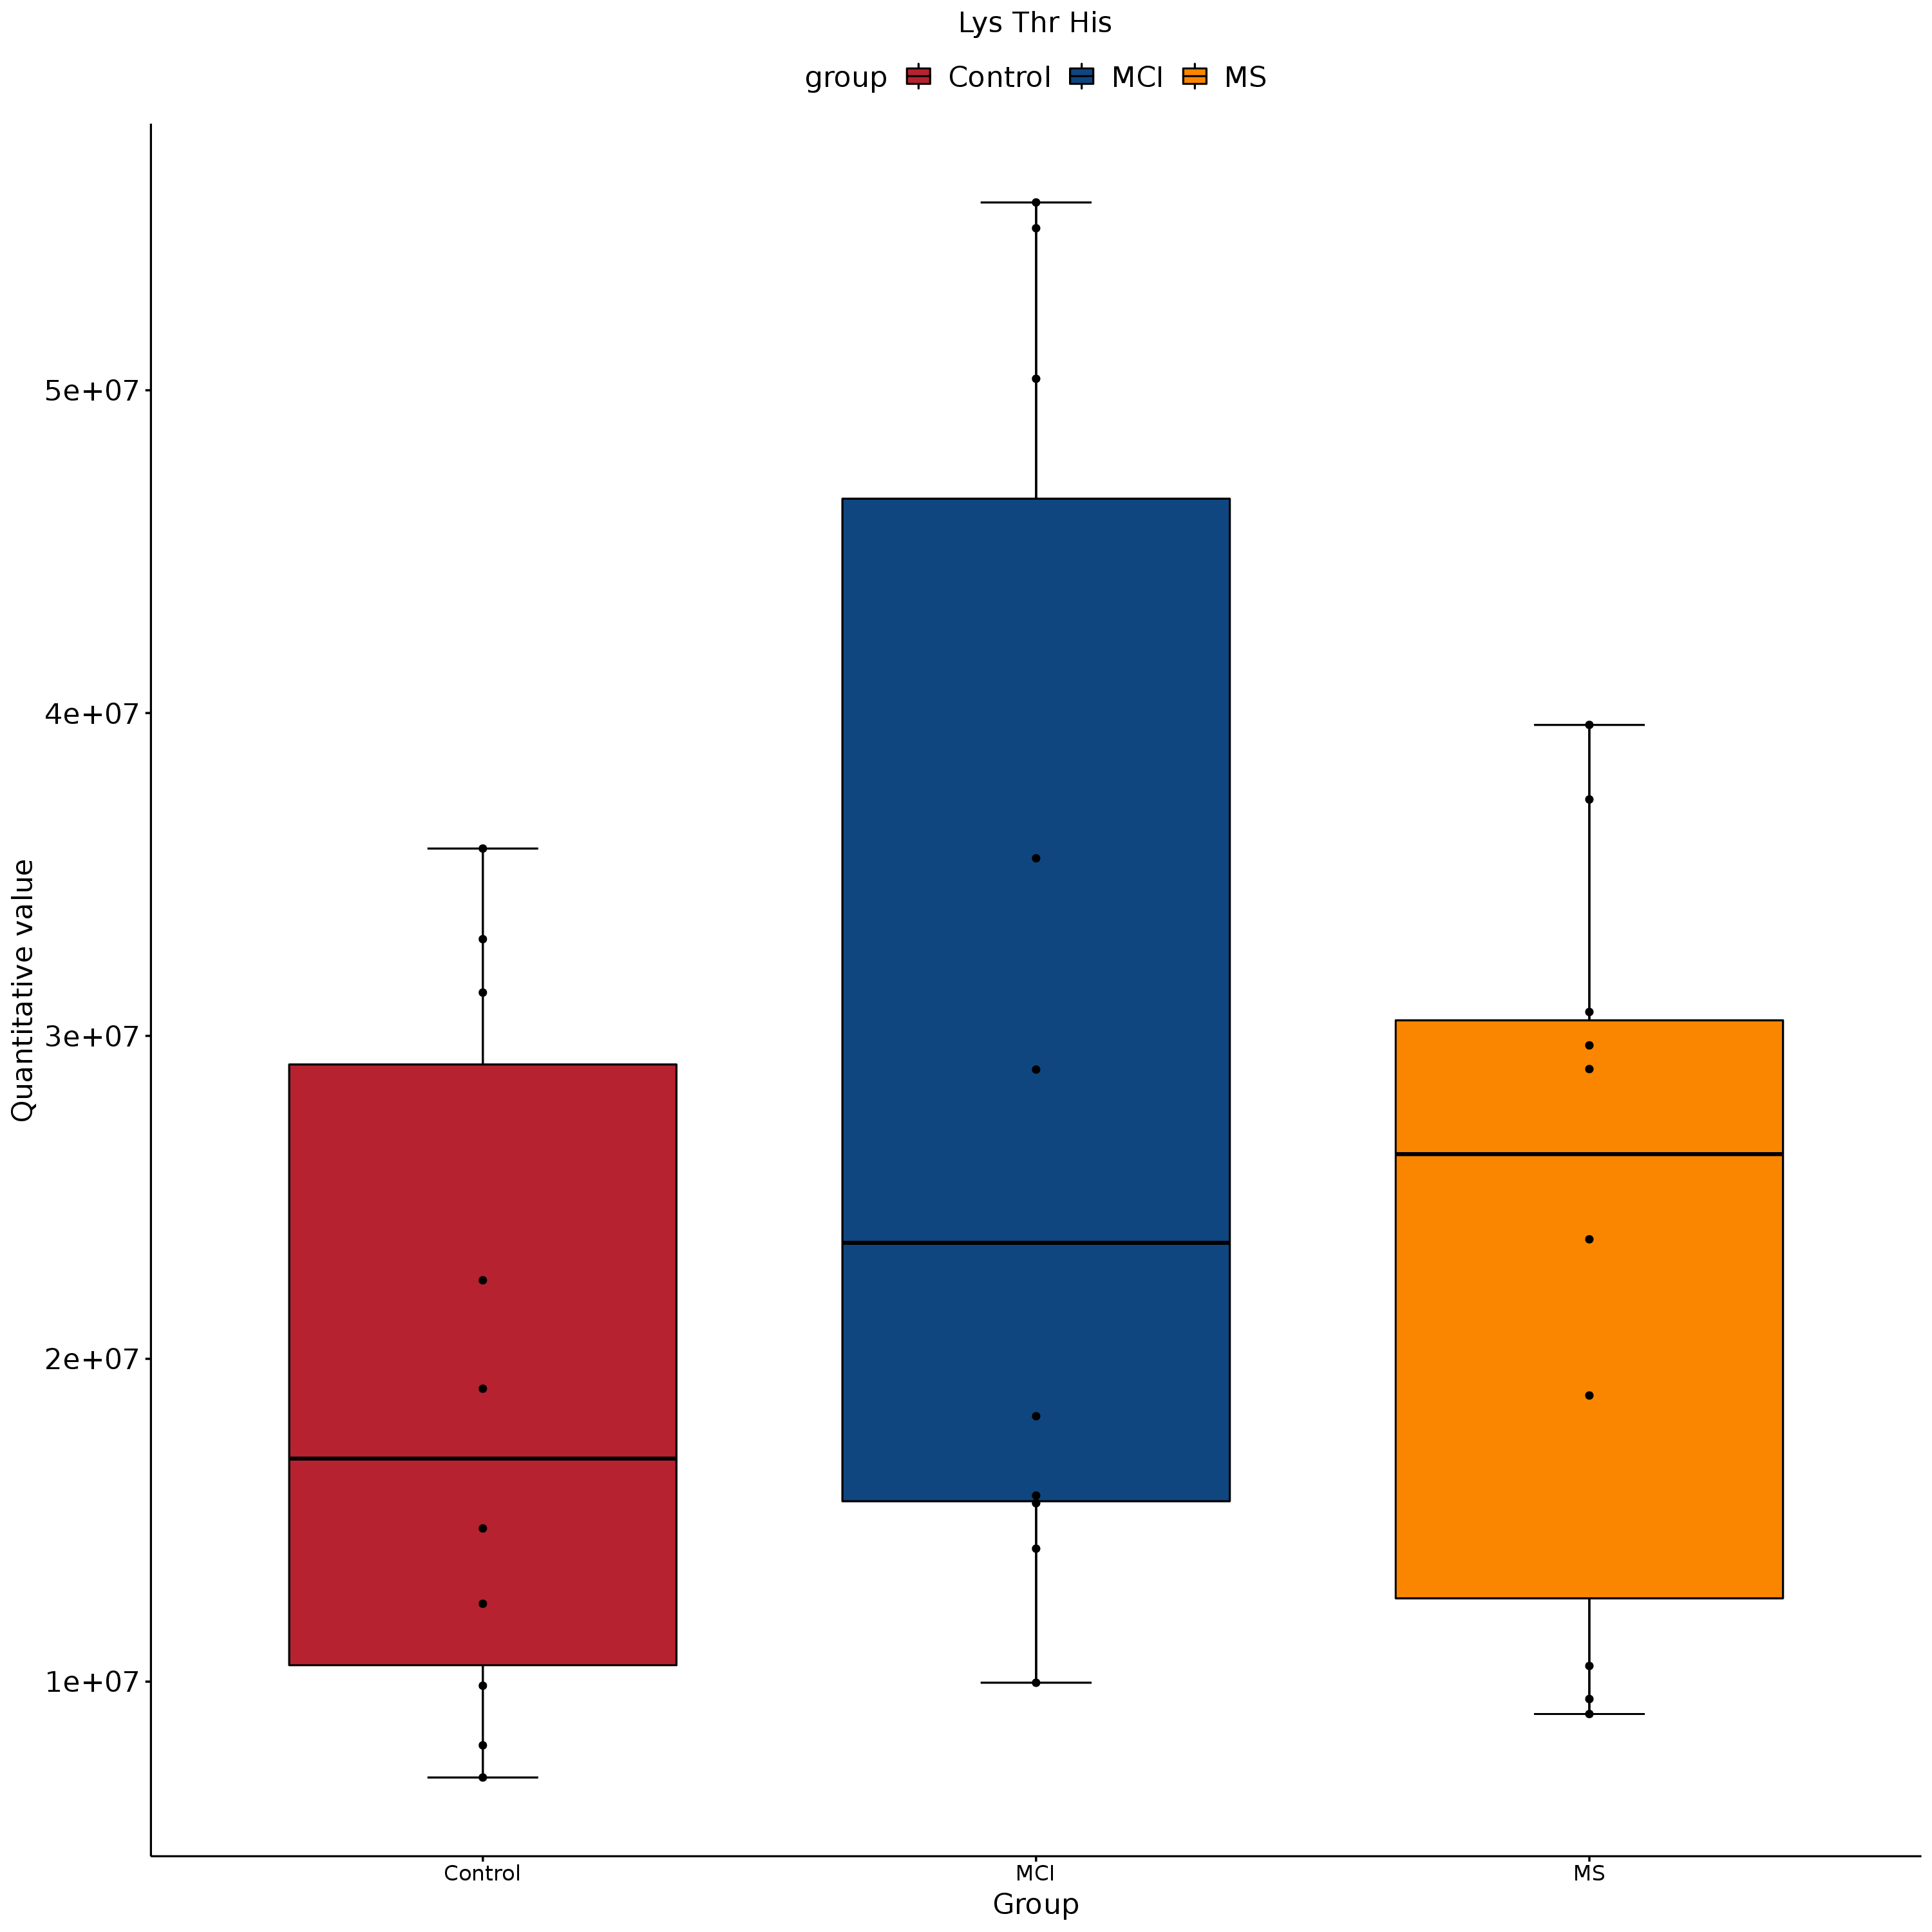 Lys Thr His
group Control MCI MS
Quantitative value
5e+07
4e+07
3e+07
2e+07
1e+07
Control MCI MS
Group